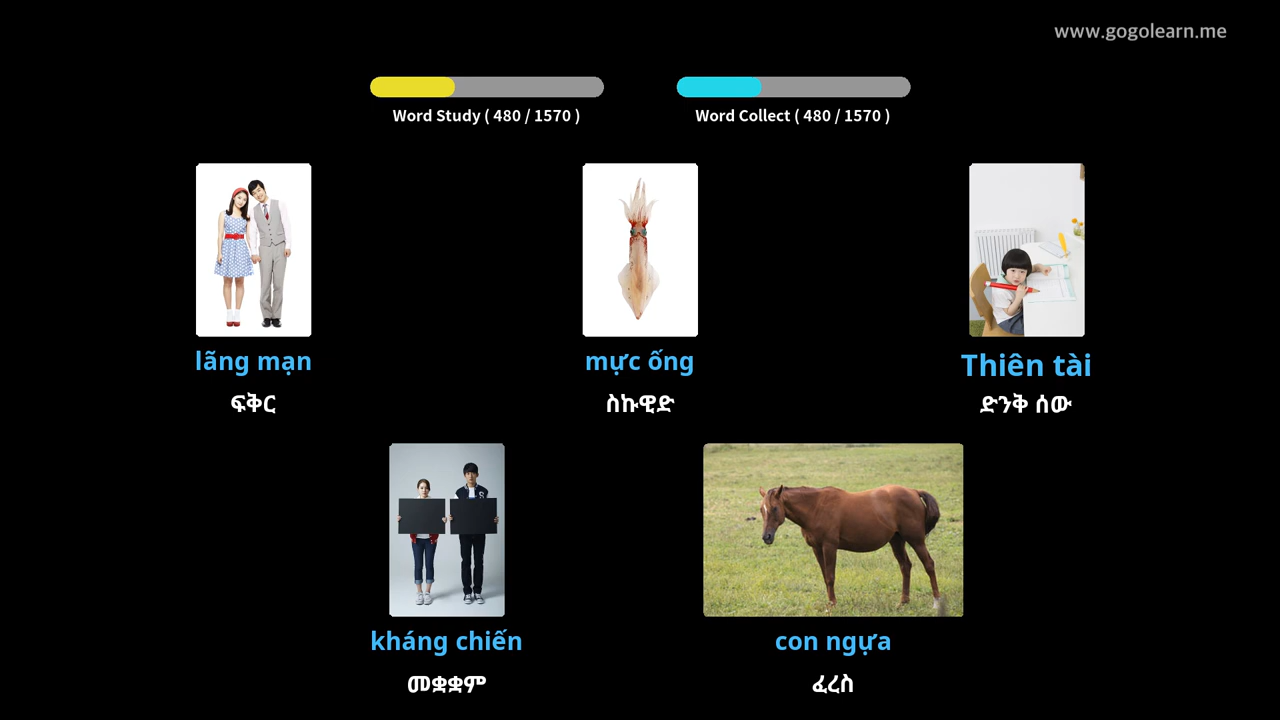 www.gogolearn.me
Word Study ( 480 / 1570 )
Word Collect ( 480 / 1570 )
lãng mạn
ፍቅር
mực ống
ስኩዊድ
Thiên tài
ድንቅ ሰው
kháng chiến
መቋቋም
con ngựa
ፈረስ